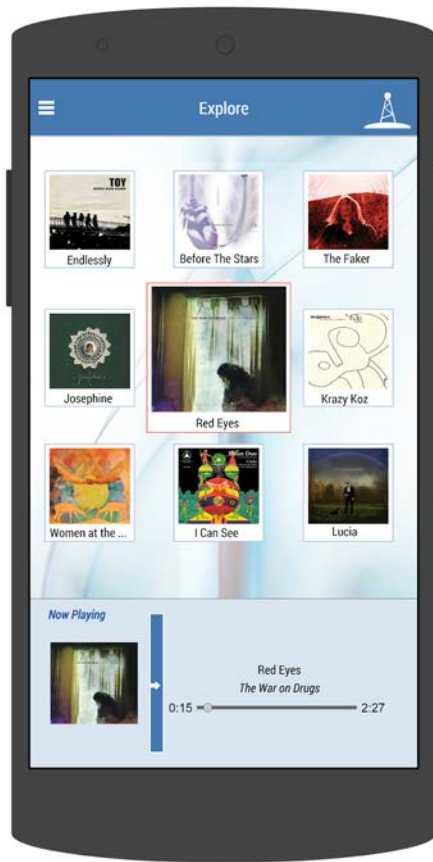 Explore
TOY
Endlessly
Before The Stars
The Faker
Josephine
Red Eyes
Krazy Koz
Women at the ...
I Can See
Lucia
Now Playing
Red Eyes
The War on Drugs
0:15
2:27